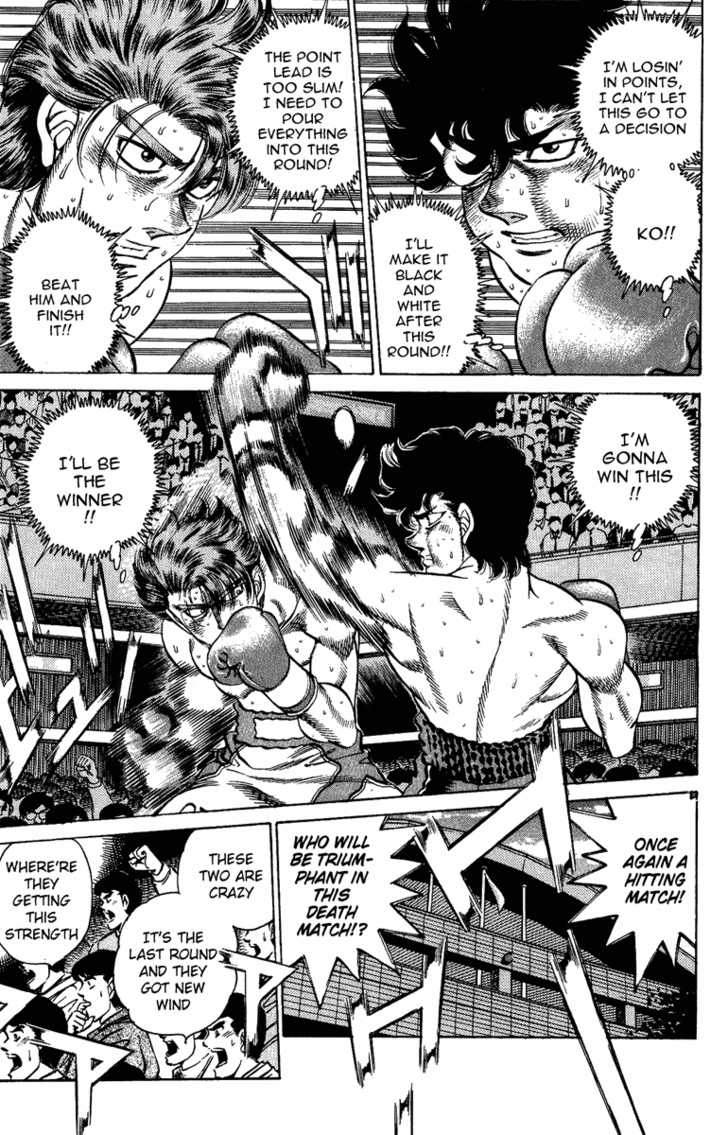 I'M LOSIN'
IN POINTS,
I CAN'T LET
THIS GO TO
A DECISION
KO!!
I'LL
MAKE IT
BLACK
AND
WHITE
AFTER
THIS
ROUND!!
THE POINT
LEAD IS
TOO SLIM!
I NEED TO
POUR
EVERYTHING
INTO THIS
ROUND!
BEAT
HIM AND
FINISH
IT!!
I'M
GONNA
WIN THIS
!!
I'LL BE
THE
WINNER
!!
ONCE
AGAIN A
HITTING
MATCH!
WHO WILL
BE TRIUM-
PHANT IN
THIS
DEATH
MATCH!?
THESE
TWO ARE
CRAZY
IT'S THE
LAST ROUND
AND THEY
GOT NEW
WIND
WHERE'RE
THEY
GETTING
THIS
STRENGTH